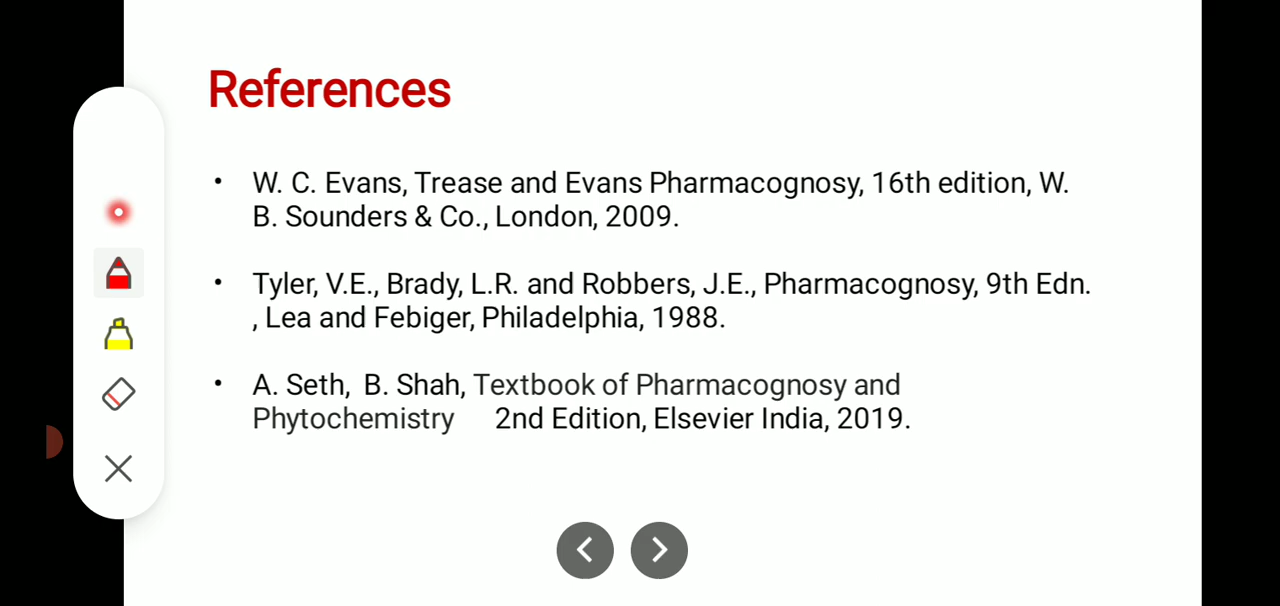 References
• W. C. Evans, Trease and Evans Pharmacognosy, 16th edition, W.
B. Sounders & Co., London, 2009.
• Tyler, V.E., Brady, L.R. and Robbers, J.E., Pharmacognosy, 9th Edn.
, Lea and Febiger, Philadelphia, 1988.
• A. Seth, B. Shah, Textbook of Pharmacognosy and
Phytochemistry 2nd Edition, Elsevier India, 2019.